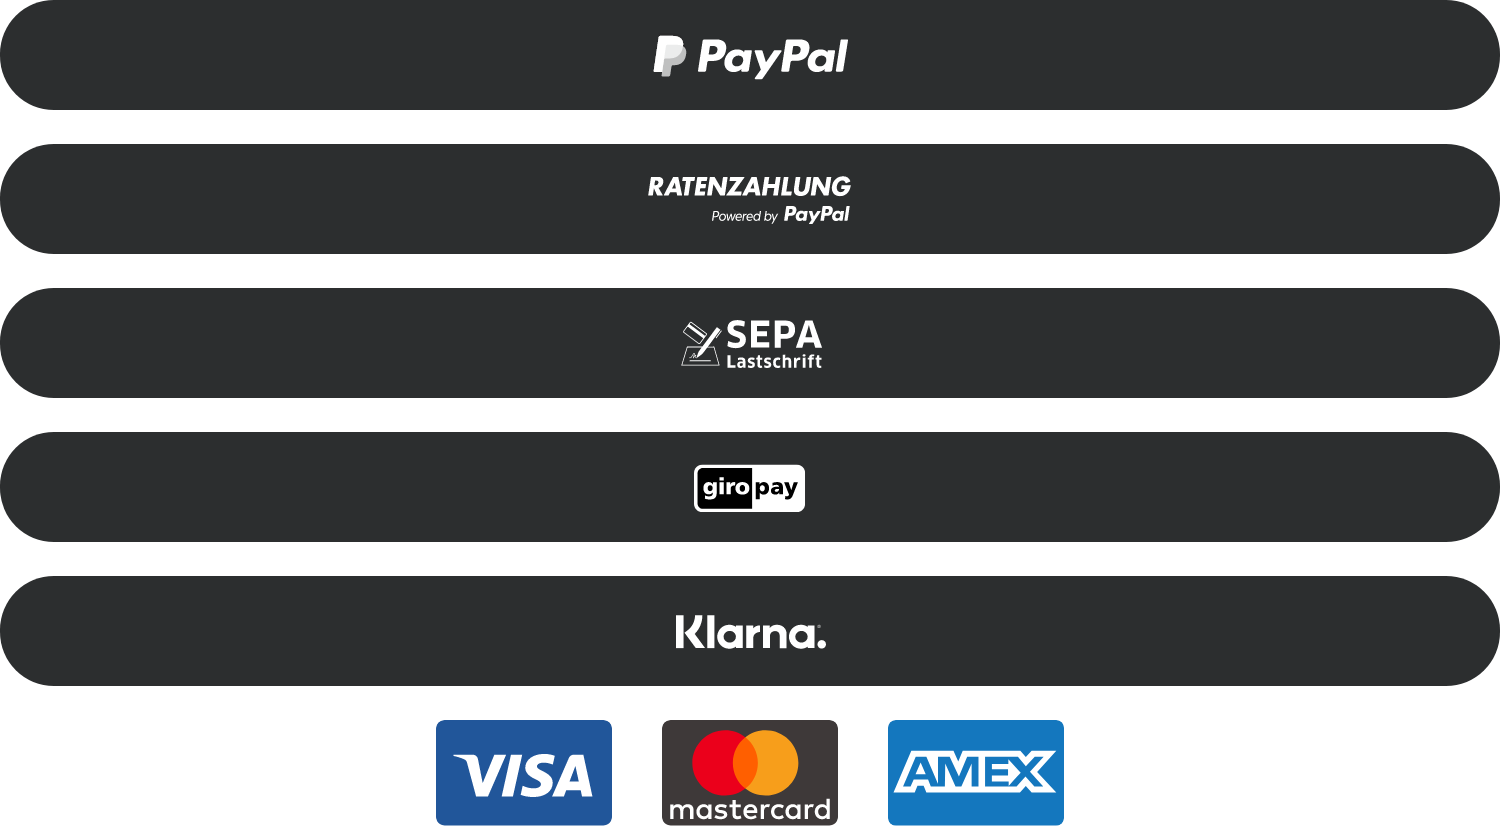 PayPal
RATENZAHLUNG
Powered by PayPal
SEPA
Lastschrift
giropay
Klarna.
VISA mastercard AMEX